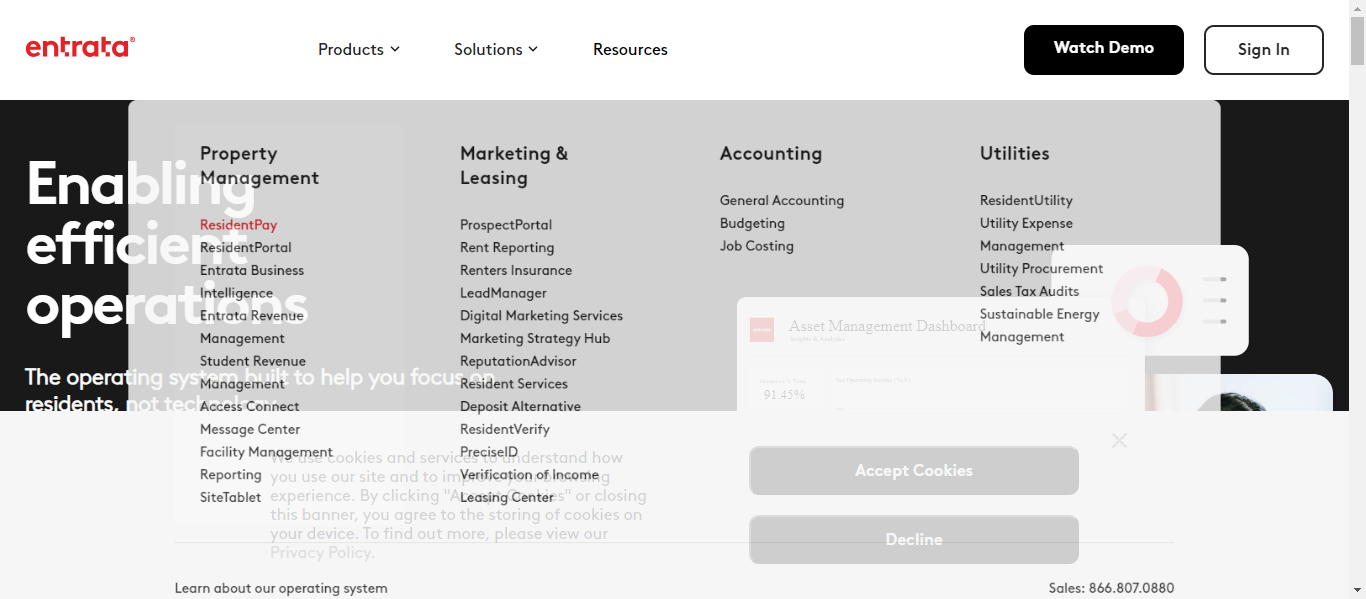 entrata®
Products
Solutions
Resources
Watch Demo
Sign In
Enabling
efficient
operations
The operating system built to help you focus on
residents, not technology.
Property
Management
ResidentPay
ResidentPortal
Entrata Business
Intelligence
Entrata Revenue
Management
Student Revenue
Management
Access Connect
Message Center
Facility Management
Reporting
SiteTablet
Marketing &
Leasing
ProspectPortal
Rent Reporting
Renters Insurance
LeadManager
Digital Marketing Services
Marketing Strategy Hub
ReputationAdvisor
Resident Services
Deposit Alternative
ResidentVerify
PreciseID
Verification of Income
Leasing Center
Accounting
General Accounting
Budgeting
Job Costing
Utilities
ResidentUtility
Utility Expense
Management
Utility Procurement
Sales Tax Audits
Sustainable Energy
Management
Asset Management Dashboard
Insights & Analytics
91.45%
We use cookies and services to understand how
you use our site and to improve your browsing
experience. By clicking "Accept Cookies" or closing
this banner, you agree to the storing of cookies on
your device. To find out more, please view our
Privacy Policy.
Accept Cookies
Decline
Learn about our operating system
Sales: 866.807.0880